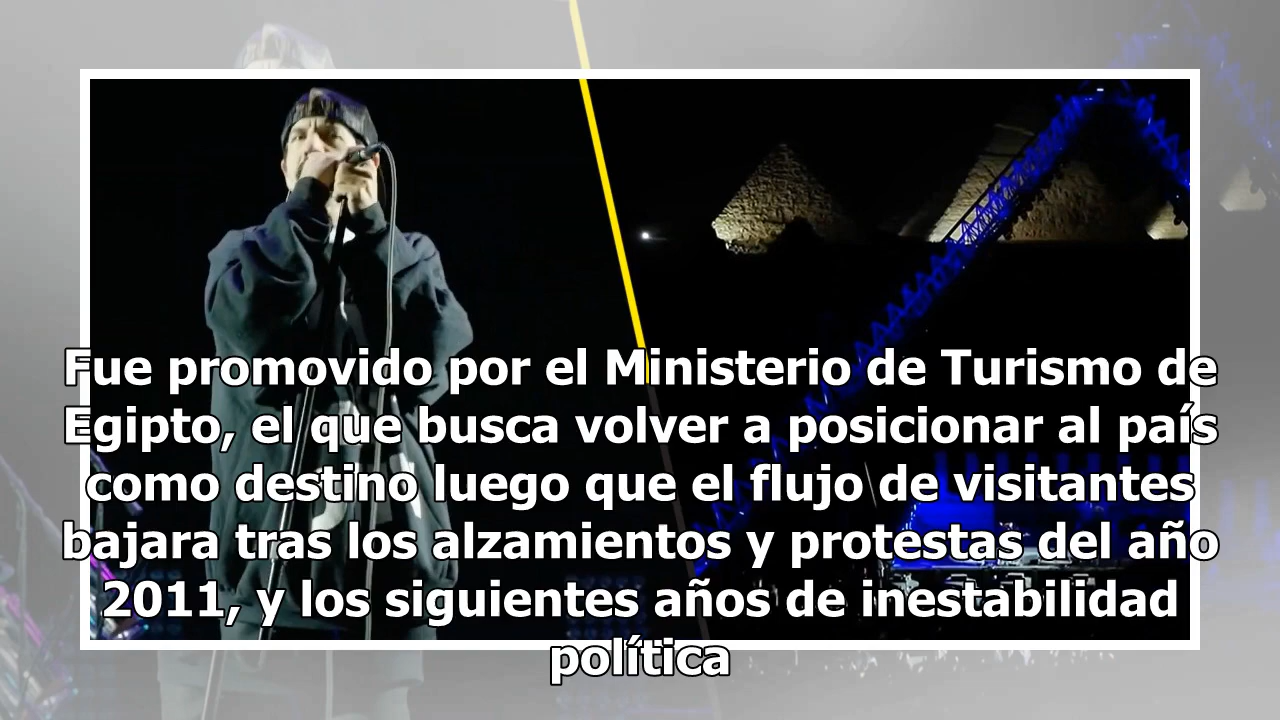 Fue promovido por el Ministerio de Turismo de
Egipto, el que busca volver a posicionar al país
como destino luego que el flujo de visitantes
bajara tras los alzamientos y protestas del año
2011, y los siguientes años de inestabilidad
política